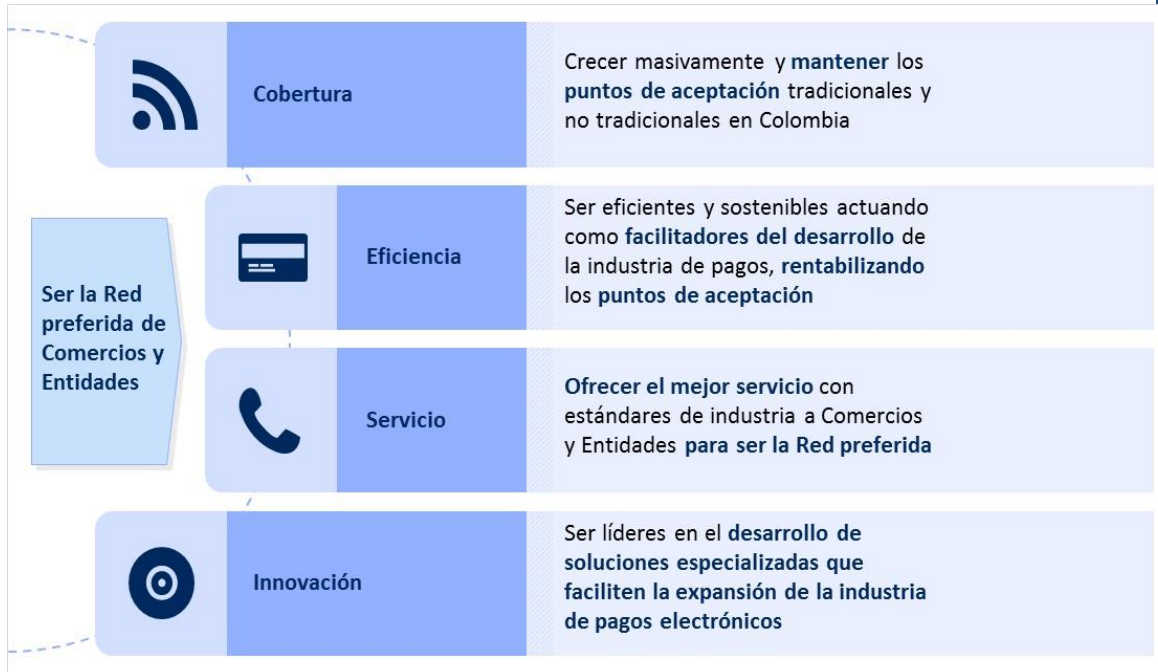 Cobertura
Crecer masivamente y mantener los
puntos de aceptación tradicionales y
no tradicionales en Colombia
Ser la Red
preferida de
Comercios y
Entidades
Eficiencia
Ser eficientes y sostenibles actuando
como facilitadores del desarrollo de
la industria de pagos, rentabilizando
los puntos de aceptación
Servicio
Ofrecer el mejor servicio con
estándares de industria a Comercios
y Entidades para ser la Red preferida
Innovación
Ser líderes en el desarrollo de
soluciones especializadas que
faciliten la expansión de la industria
de pagos electrónicos